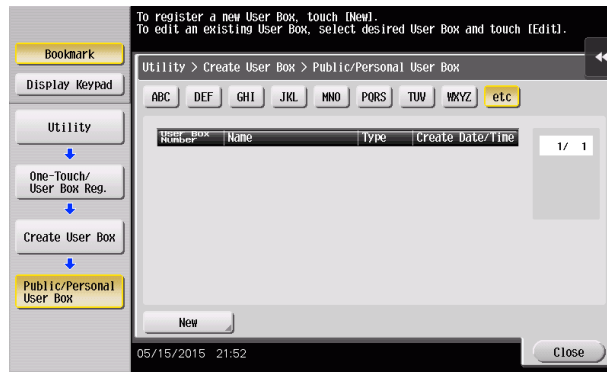 To register a new User Box, touch [New].
To edit an existing User Box, select desired User Box and touch [Edit].
Bookmark
Display Keypad
Utility
One-Touch/
User Box Reg.
Create User Box
Public/Personal
User Box
Utility > Create User Box > Public/Personal User Box
ABC DEF GHI JKL MNO PQRS TUV WXYZ etc
User Box
Number Name Type Create Date/Time
1/ 1
New
05/15/2015 21:52
Close